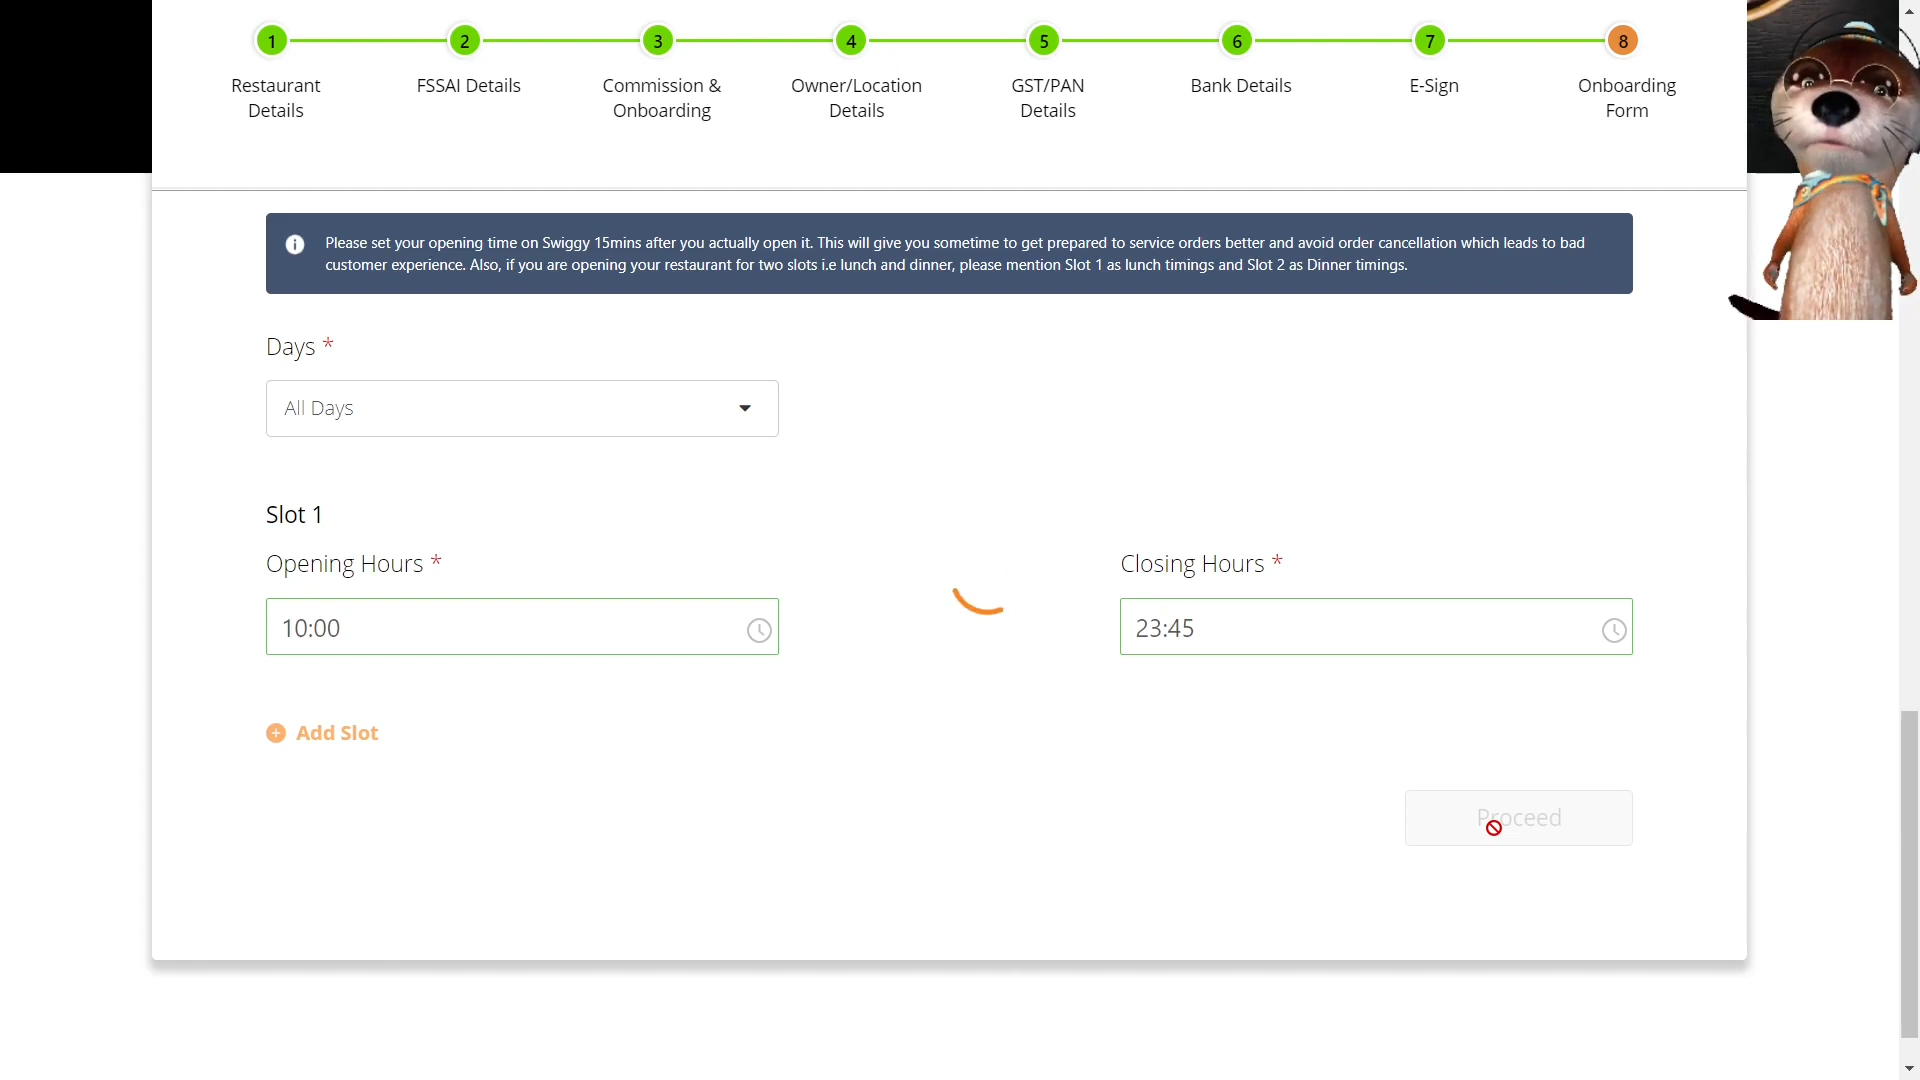 1 2 3 4 5 6 7 8
Restaurant Details
FSSAI Details
Commission & Onboarding
Owner/Location Details
GST/PAN Details
Bank Details
E-Sign
Onboarding Form
Please set your opening time on Swiggy 15mins after you actually open it. This will give you sometime to get prepared to service orders better and avoid order cancellation which leads to bad
customer experience. Also, if you are opening your restaurant for two slots i.e lunch and dinner, please mention Slot 1 as lunch timings and Slot 2 as Dinner timings.
Days *
All Days
Slot 1
Opening Hours *
Closing Hours *
10:00
23:45
Add Slot
Proceed